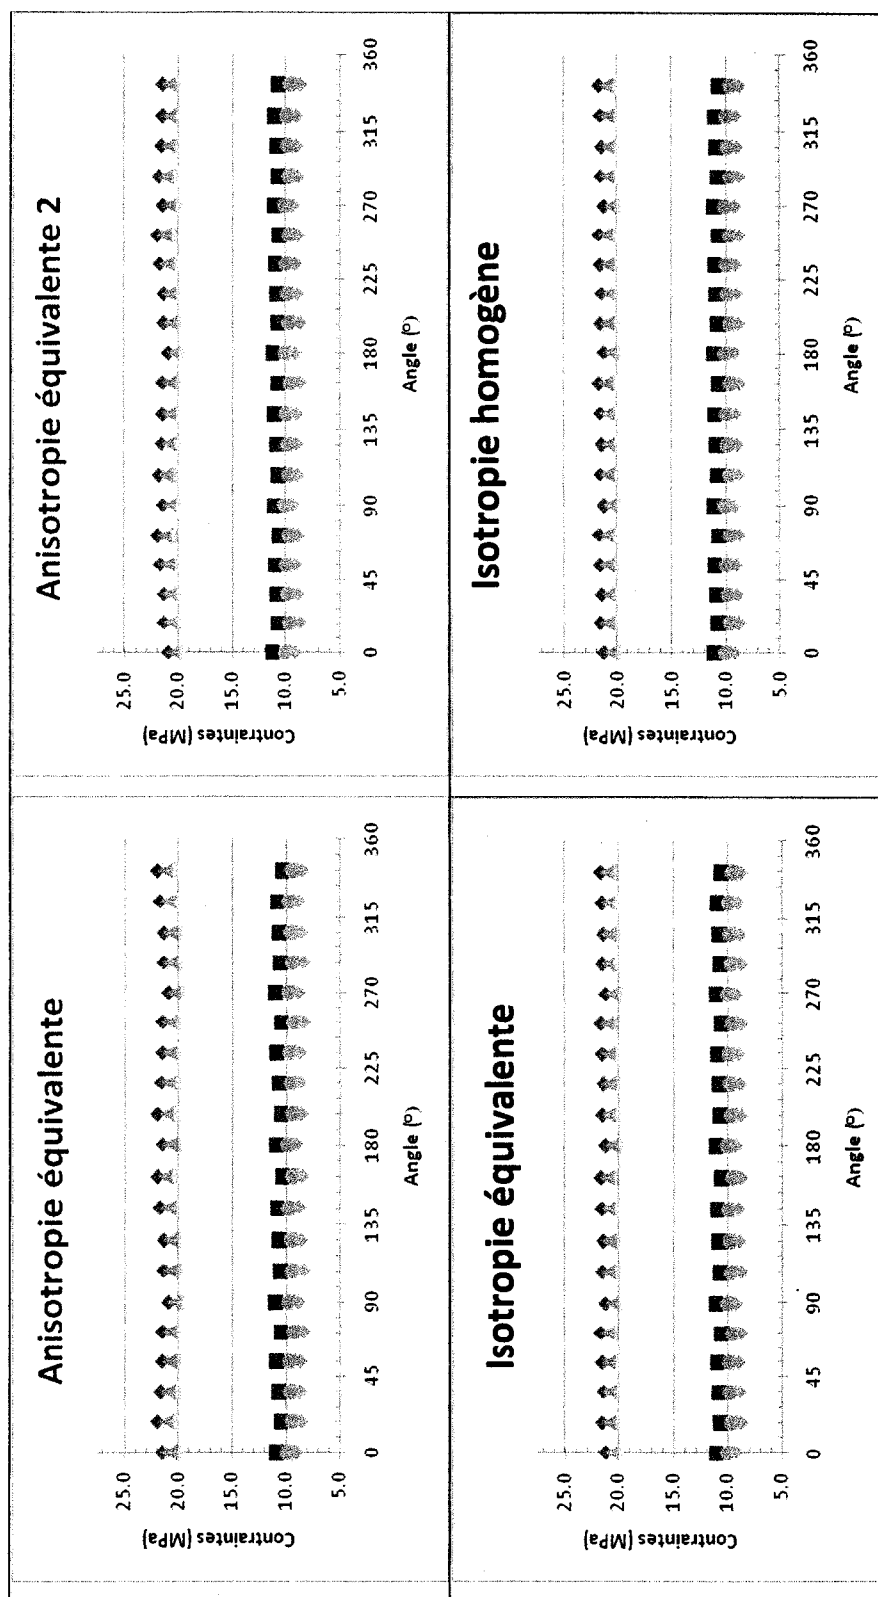 Anisotropie équivalente
Contraintes (MPa)
25.0
20.0
15.0
10.0
5.0
0 45 90 135 180 225 270 315 360
Angle (º)
Anisotropie équivalente 2
Contraintes (MPa)
25.0
20.0
15.0
10.0
5.0
0 45 90 135 180 225 270 315 360
Angle (º)
Isotropie équivalente
Contraintes (MPa)
25.0
20.0
15.0
10.0
5.0
0 45 90 135 180 225 270 315 360
Angle (º)
Isotropie homogène
Contraintes (MPa)
25.0
20.0
15.0
10.0
5.0
0 45 90 135 180 225 270 315 360
Angle (º)